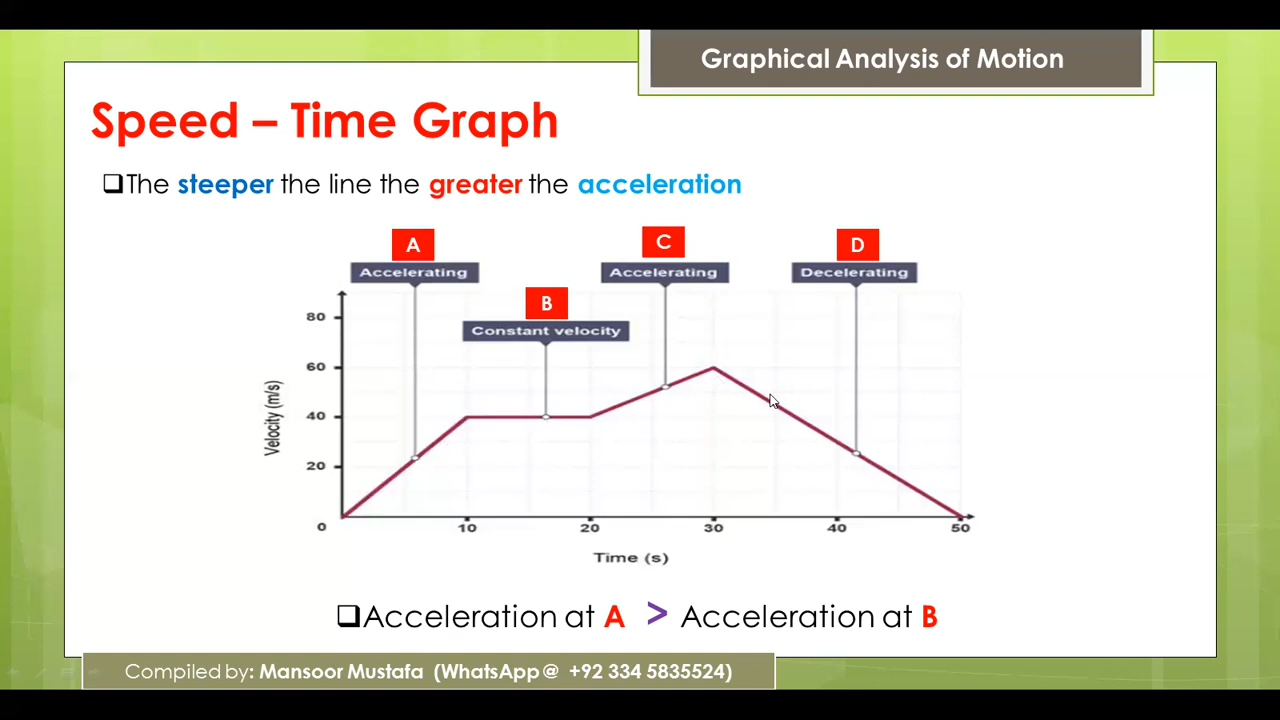 Graphical Analysis of Motion
Speed – Time Graph
❑The steeper the line the greater the acceleration
A
C
D
Accelerating
Accelerating
Decelerating
B
Constant velocity
80
60
40
20
0
Velocity (m/s)
10
20
30
40
50
Time (s)
❑Acceleration at A > Acceleration at B
Compiled by: Mansoor Mustafa (WhatsApp@ +92 334 5835524)